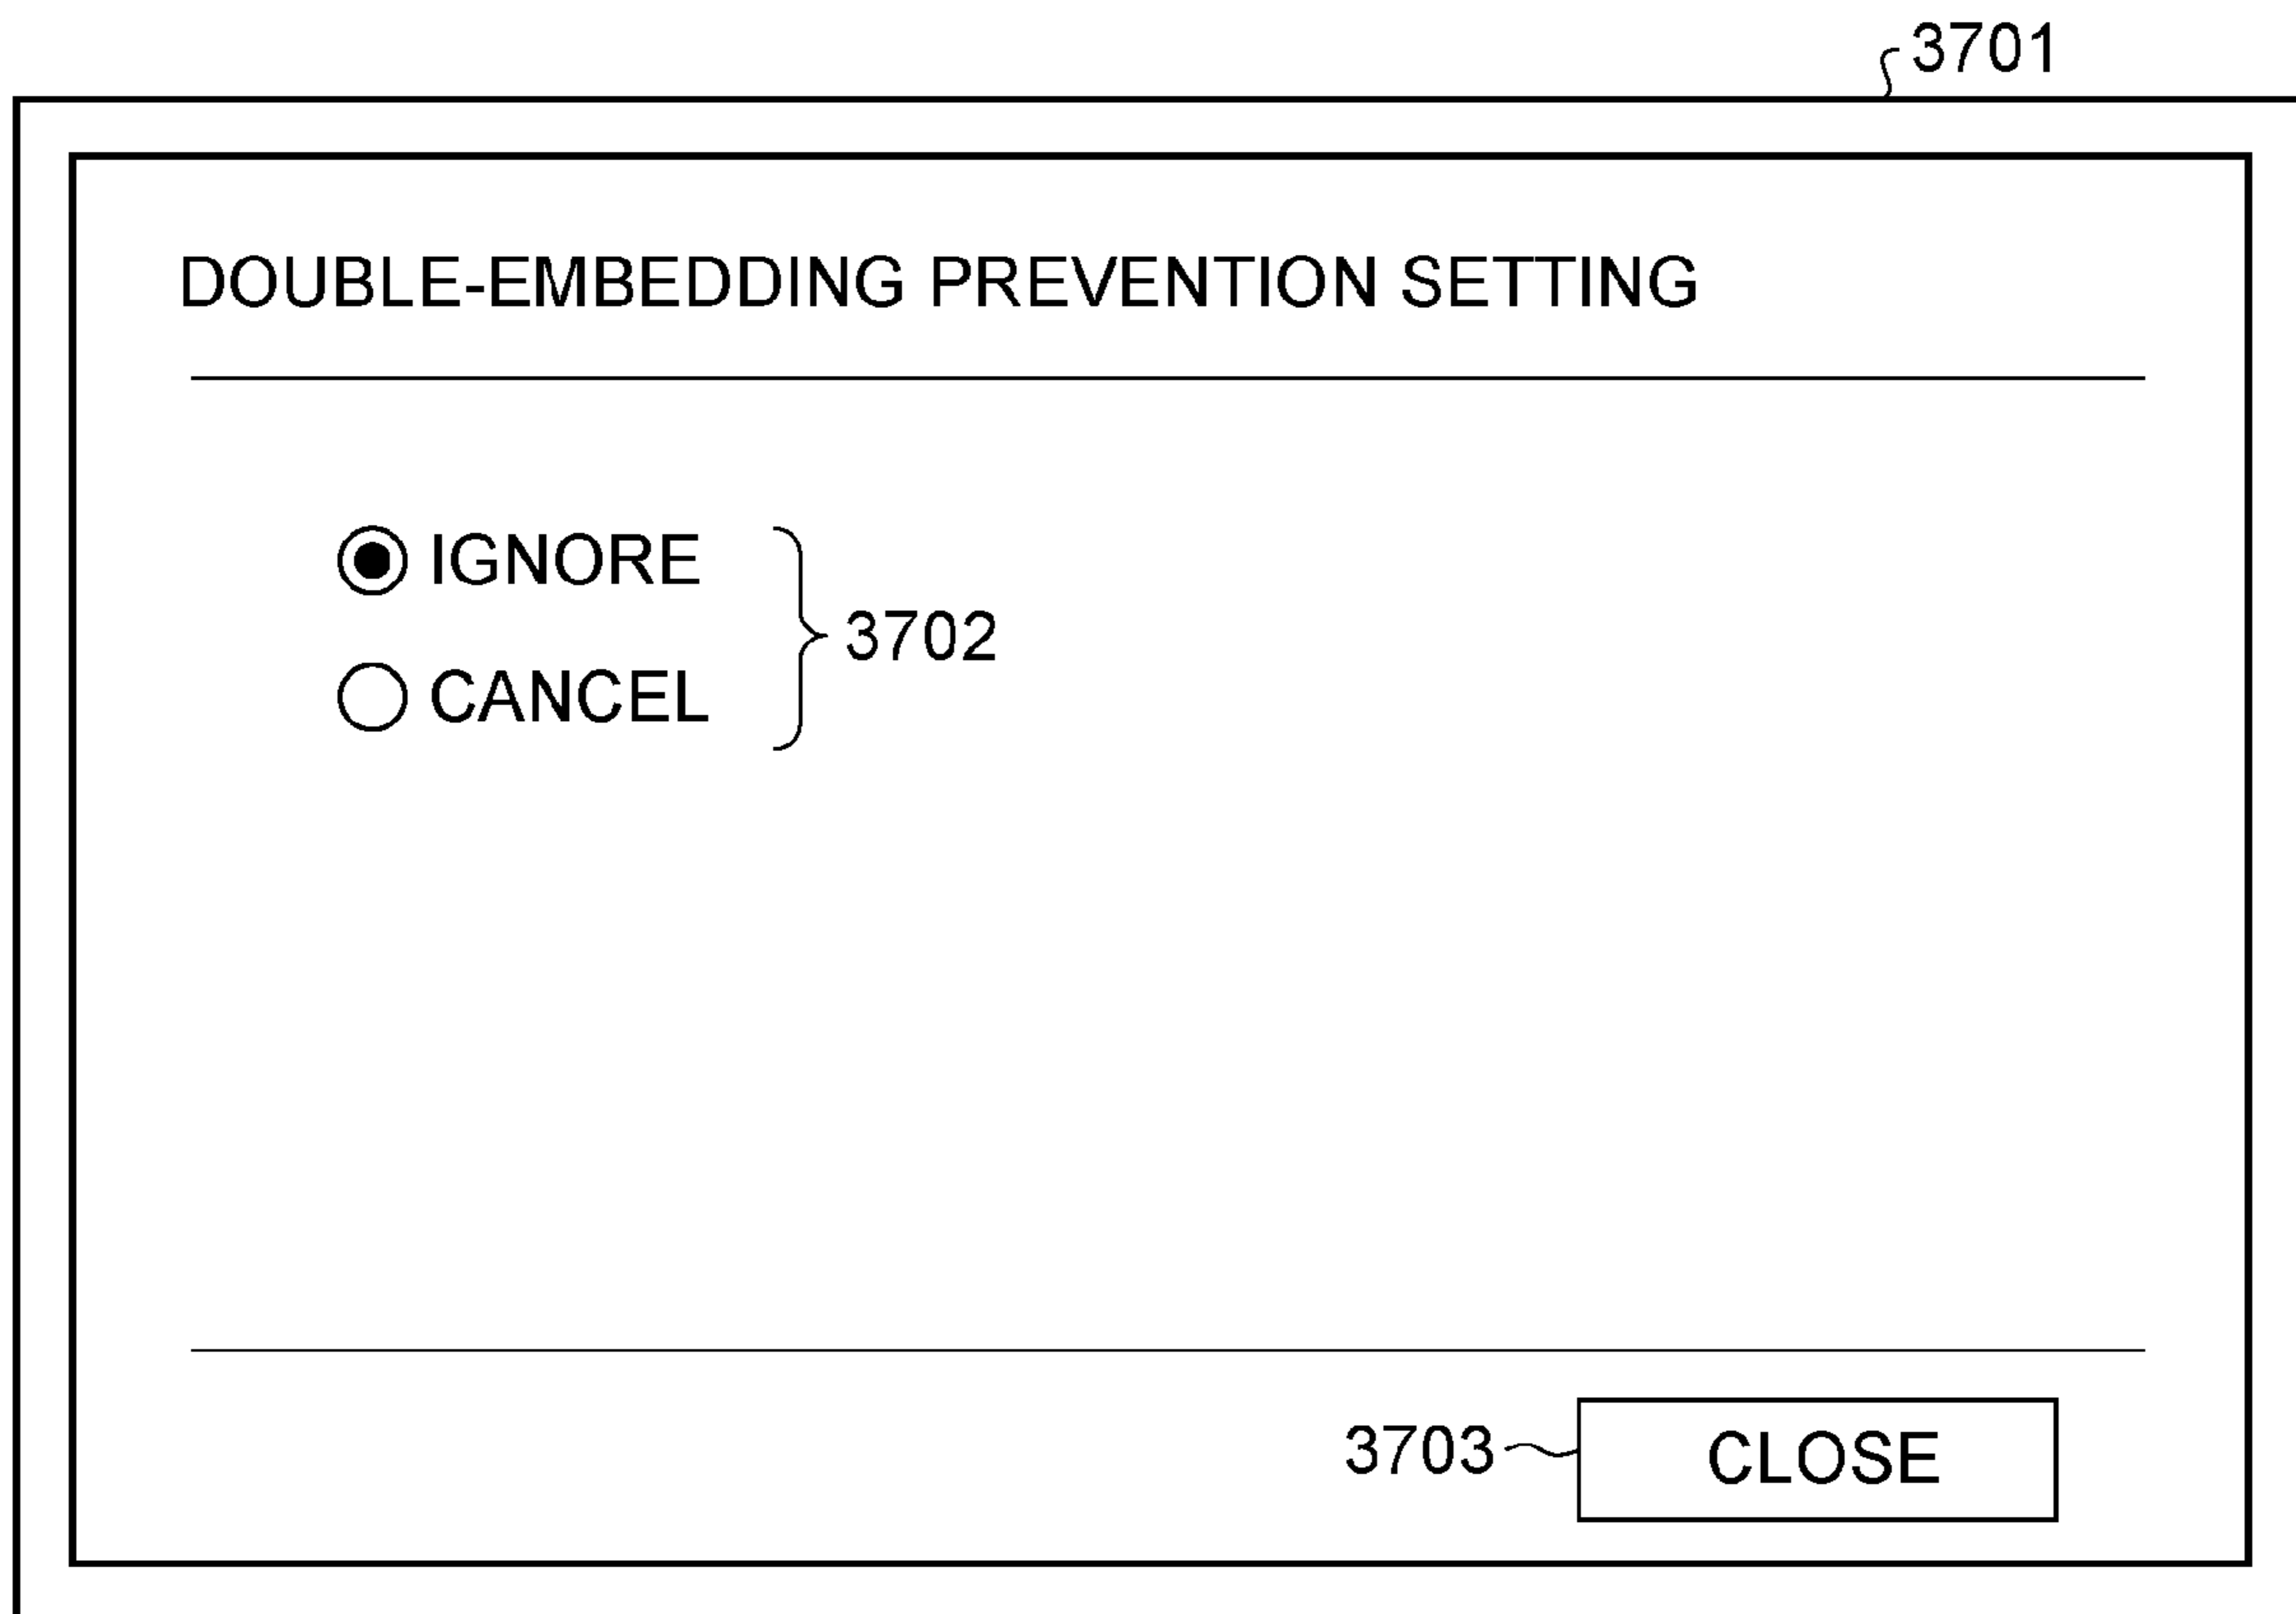 3701
DOUBLE-EMBEDDING PREVENTION SETTING
IGNORE
3702
CANCEL
3703
CLOSE